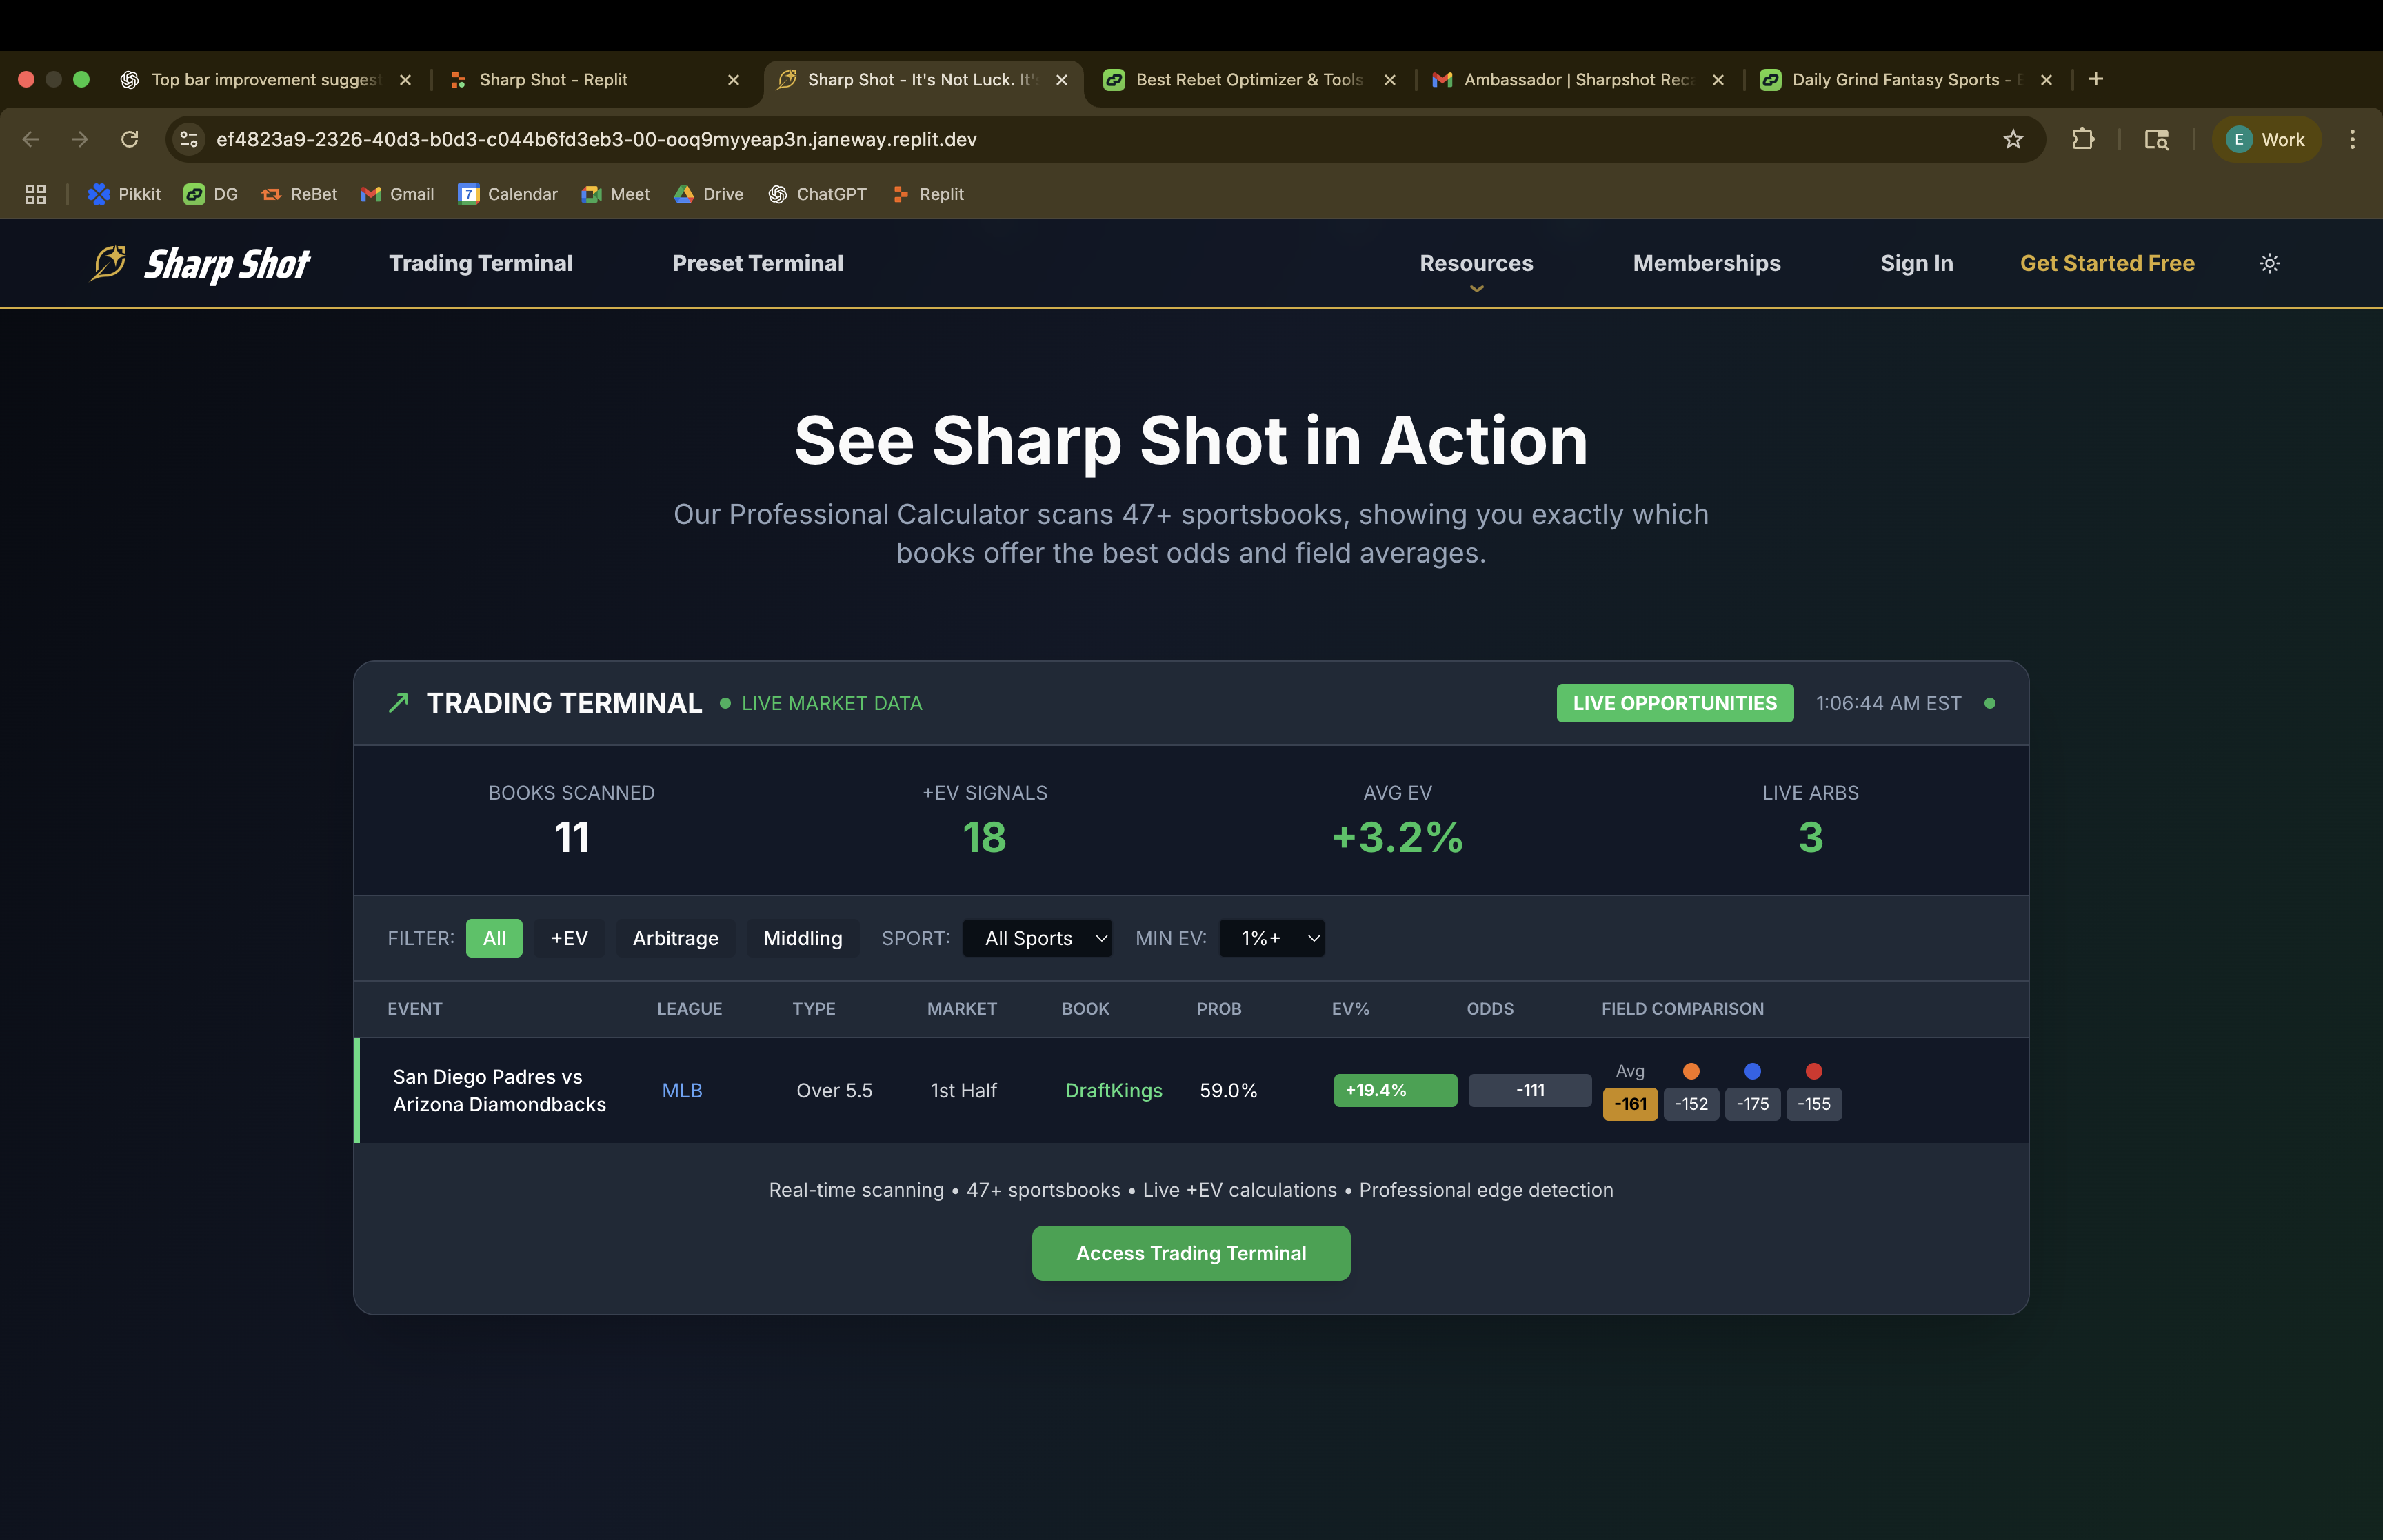 Top bar improvement suggest
Sharp Shot - Replit
Sharp Shot - It's Not Luck. It's
Best Rebet Optimizer & Tools
Ambassador | Sharpshot Reca
Daily Grind Fantasy Sports -
ef4823a9-2326-40d3-b0d3-c044b6fd3eb3-00-ooq9myyeap3n.janeway.replit.dev
E
Work
Pikkit
DG
ReBet
Gmail
7
Calendar
Meet
Drive
ChatGPT
Replit
Sharp Shot
Trading Terminal
Preset Terminal
Resources
Memberships
Sign In
Get Started Free
See Sharp Shot in Action
Our Professional Calculator scans 47+ sportsbooks, showing you exactly which
books offer the best odds and field averages.
TRADING TERMINAL
LIVE MARKET DATA
LIVE OPPORTUNITIES
1:06:44 AM EST
BOOKS SCANNED
11
+EV SIGNALS
18
AVG EV
+3.2%
LIVE ARBS
3
FILTER:
All
+EV
Arbitrage
Middling
SPORT:
All Sports
MIN EV:
1%+
EVENT
LEAGUE
TYPE
MARKET
BOOK
PROB
EV%
ODDS
FIELD COMPARISON
San Diego Padres vs
Arizona Diamondbacks
MLB
Over 5.5
1st Half
DraftKings
59.0%
+19.4%
-111
Avg
-161
-152
-175
-155
Real-time scanning • 47+ sportsbooks • Live +EV calculations • Professional edge detection
Access Trading Terminal